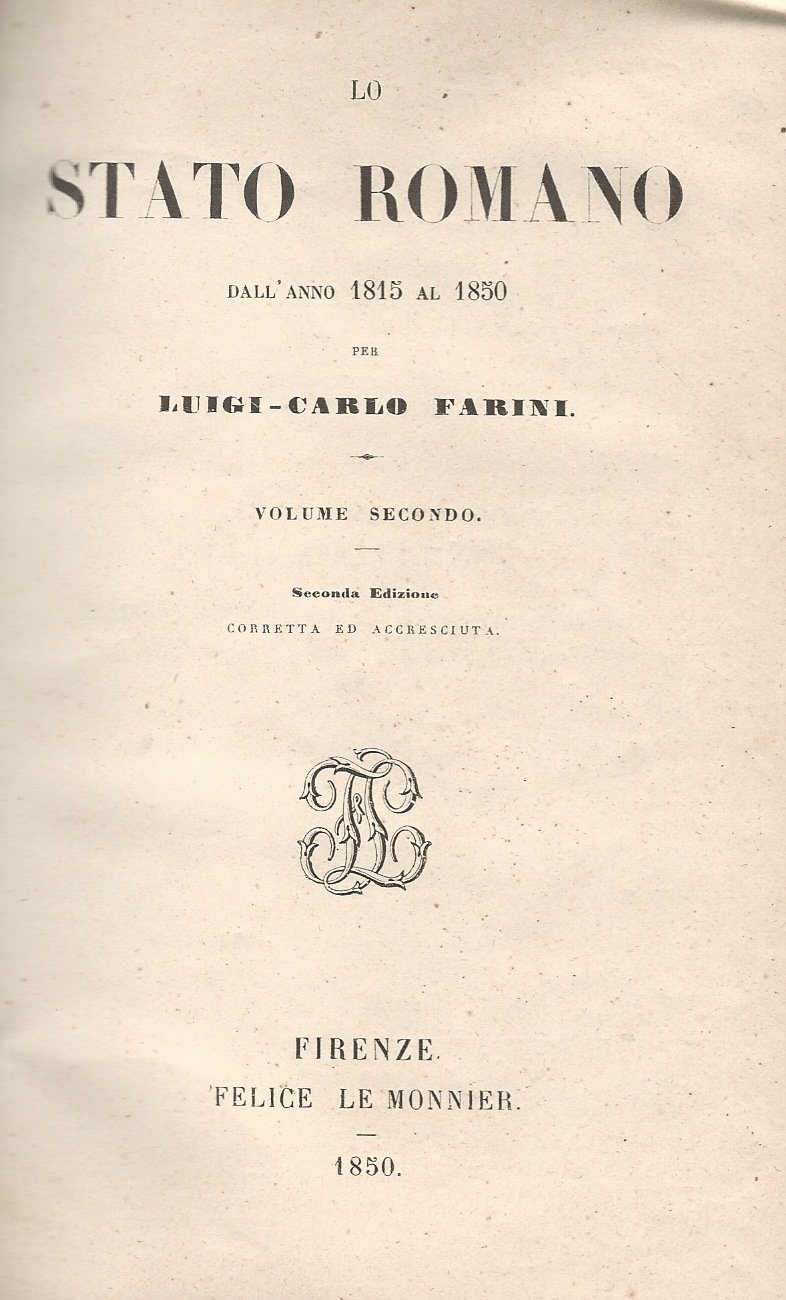 LO
STATO ROMANO
DALL'ANNO 1815 AL 1850
PER
LUIGI-CARLO FARINI.
VOLUME SECONDO.
Seconda Edizione
CORRETTA ED ACCRESCIUTA.
FIRENZE.
FELICE LE MONNIER.
1850.